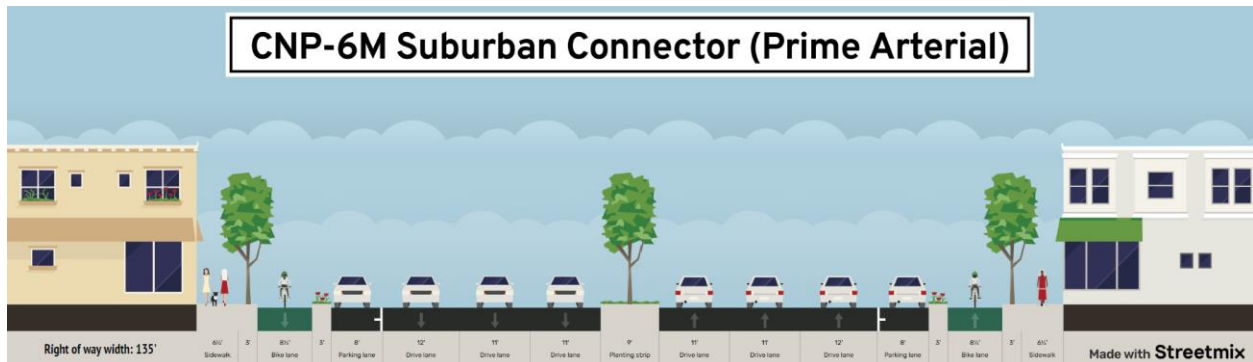 CNP-6M Suburban Connector (Prime Arterial)
6½' 3' 8½' 3' 8' 12' 11' 11' 9' 11' 11' 12' 8' 3' 8½' 3' 6½'
Sidewalk Bike lane Parking lane Drive lane Drive lane Drive lane Planting strip Drive lane Drive lane Drive lane Parking lane Bike lane Sidewalk
Right of way width: 135'
Made with Streetmix